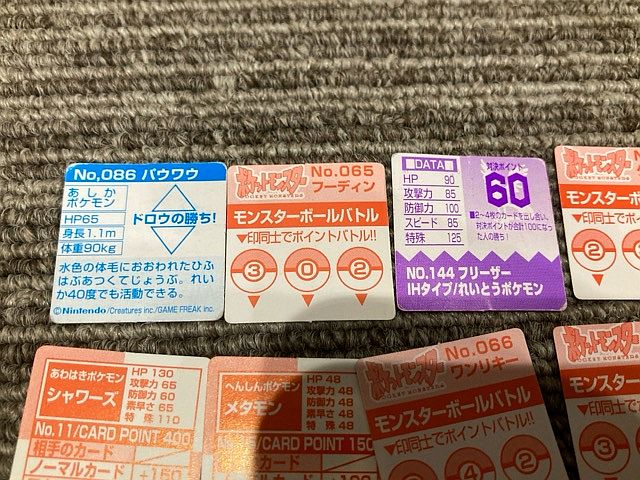 No,086 パウワウ
あしか
ポケモン
HP65
身長1.1m
体重90kg
ドロウの勝ち!
水色の体毛におおわれたひふ
はぶあつくてじょうぶ。れい
か40度でも活動できる。
©Nintendo/Creatures inc./GAME FREAK inc.
ポケットモンスター
POCKET MONSTERS
No.065
フーディン
モンスターボールバトル
▼印同士でポイントバトル!!
3 0 2
■DATA■
HP 90
攻撃力 85
防御力 100
スピード 85
特殊 125
対決ポイント
60
■2~4枚のカードを出し合い、
対決ポイントが合計100になっ
た人の勝ち!
NO.144 フリーザー
IHタイプ/れいとうポケモン
ポケットモンスター
モンスター
▼印同士で
2
あわはきポケモン
シャワーズ
HP 130
攻撃力 65
防御力 60
素早さ 65
特殊 110
No.11/CARD POINT 400
相手のカード
ノーマルカード +150
へんしんポケモン
メタモン
HP 48
攻撃力 48
防御力 48
素早さ 48
特殊 48
/CARD POINT 150
カード
ルカード
ポケットモンスター
POCKET MONSTERS
No.066
ワンリキー
モンスターボールバトル
▼印同士でポイントバトル!!
4 2
ポケットモンスター
モンスター
▼印同士で
3